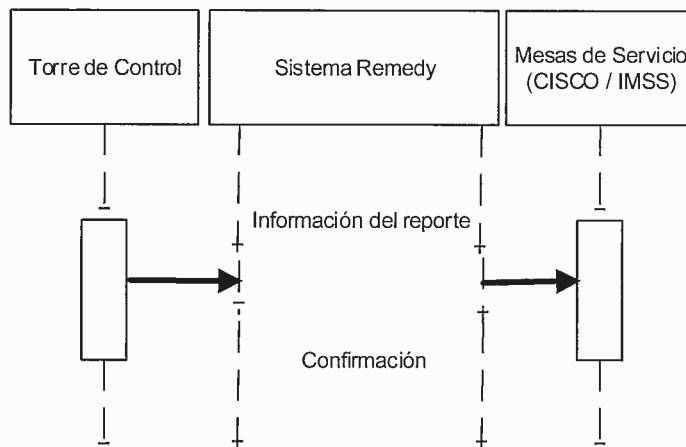 Torre de Control
Sistema Remedy
Mesas de Servicio
(CISCO / IMSS)
Información del reporte
Confirmación